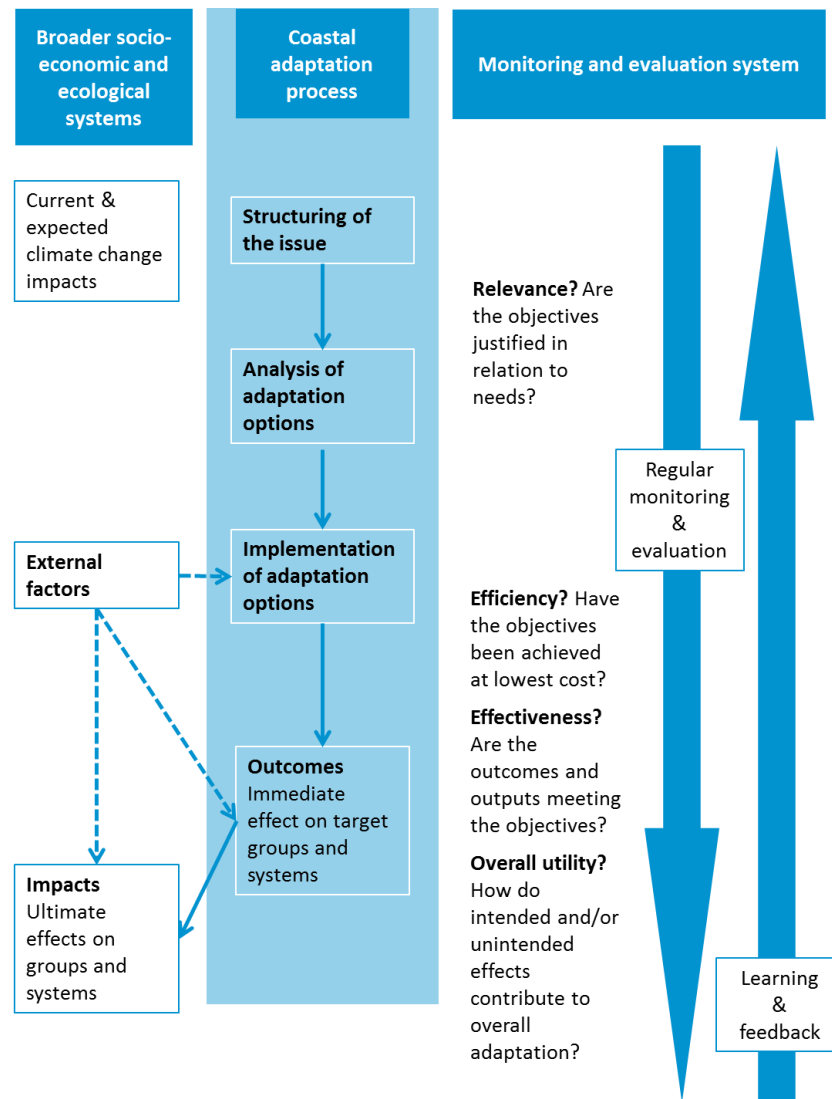 Broader socio-
economic and
ecological
systems
Coastal
adaptation
process
Monitoring and evaluation system
Current &
expected
climate change
impacts
Structuring of
the issue
Relevance? Are
the objectives
justified in
relation to
needs?
Analysis of
adaptation
options
Regular
monitoring
&
evaluation
External
factors
Implementation
of adaptation
options
Efficiency? Have
the objectives
been achieved
at lowest cost?
Effectiveness?
Are the
outcomes and
outputs meeting
the objectives?
Outcomes
Immediate
effect on target
groups and
systems
Impacts
Ultimate
effects on
groups and
systems
Overall utility?
How do
intended and/or
unintended
effects
contribute to
overall
adaptation?
Learning
&
feedback